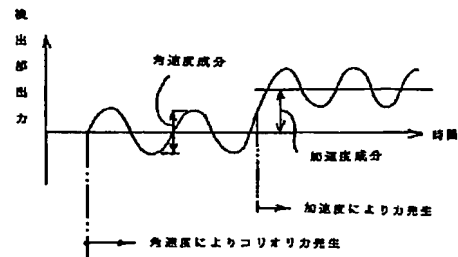 検出部出力
角速度成分
時間
加速度成分
加速度により力発生
角速度によりコリオリ力発生